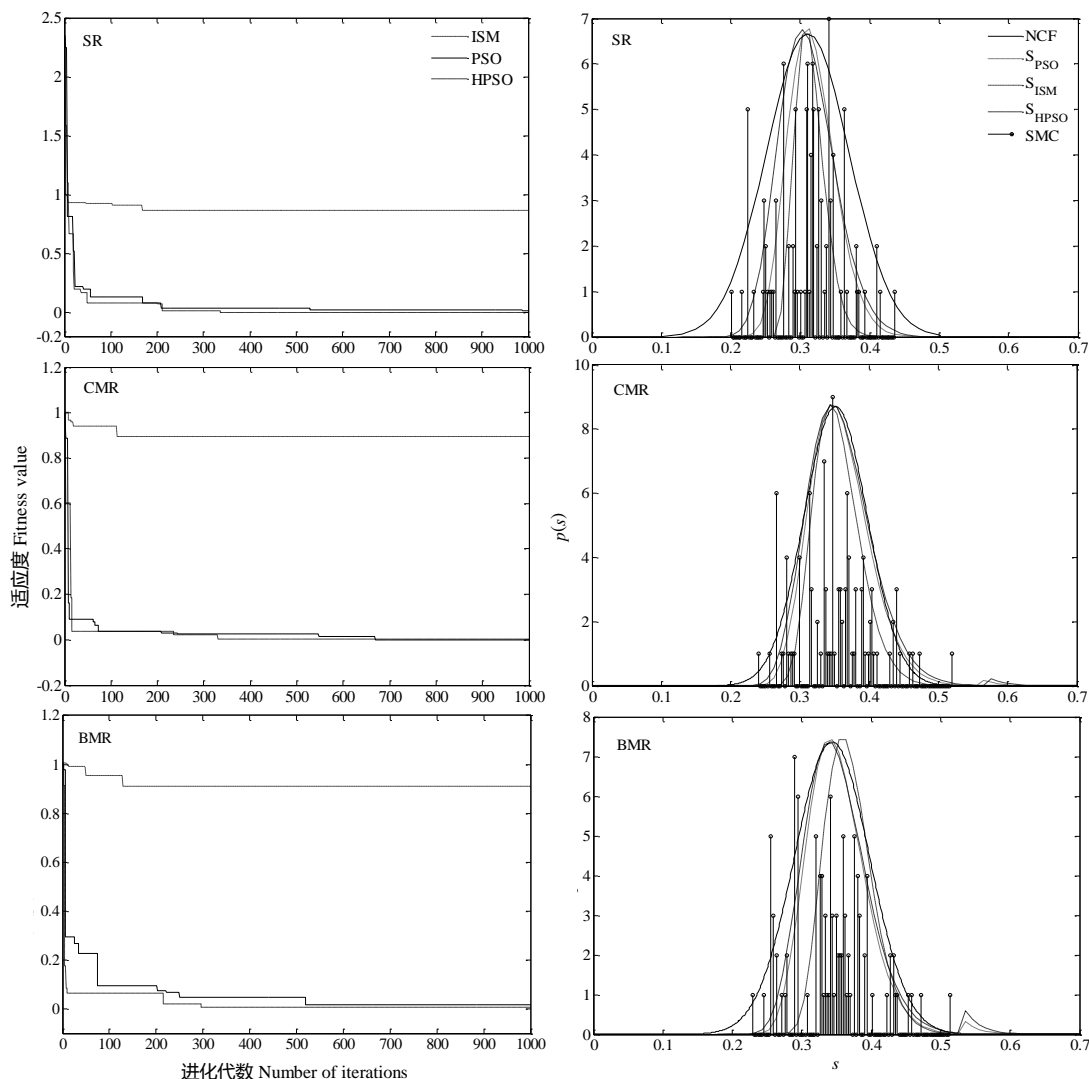 SR
ISM
PSO
HPSO
2.5
2
1.5
1
0.5
0
-0.2
0 100 200 300 400 500 600 700 800 900 1000
SR
NCF
S_PSO
S_ISM
S_HPSO
SMC
7
6
5
4
3
2
1
0
0 0.1 0.2 0.3 0.4 0.5 0.6 0.7
CMR
1.2
1
0.8
0.6
0.4
0.2
0
-0.2
0 100 200 300 400 500 600 700 800 900 1000
适应度 Fitness value
CMR
10
8
6
4
2
0
p(s)
0 0.1 0.2 0.3 0.4 0.5 0.6 0.7
BMR
1.2
1
0.8
0.6
0.4
0.2
0
0 100 200 300 400 500 600 700 800 900 1000
进化代数 Number of iterations
BMR
8
7
6
5
4
3
2
1
0
0 0.1 0.2 0.3 0.4 0.5 0.6 0.7
s